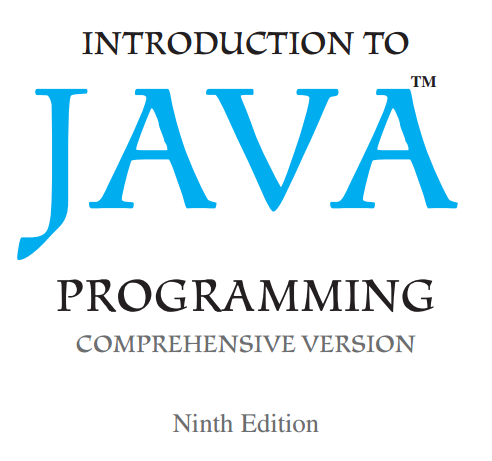 INTRODUCTION TO
JAVA™
PROGRAMMING
COMPREHENSIVE VERSION
Ninth Edition